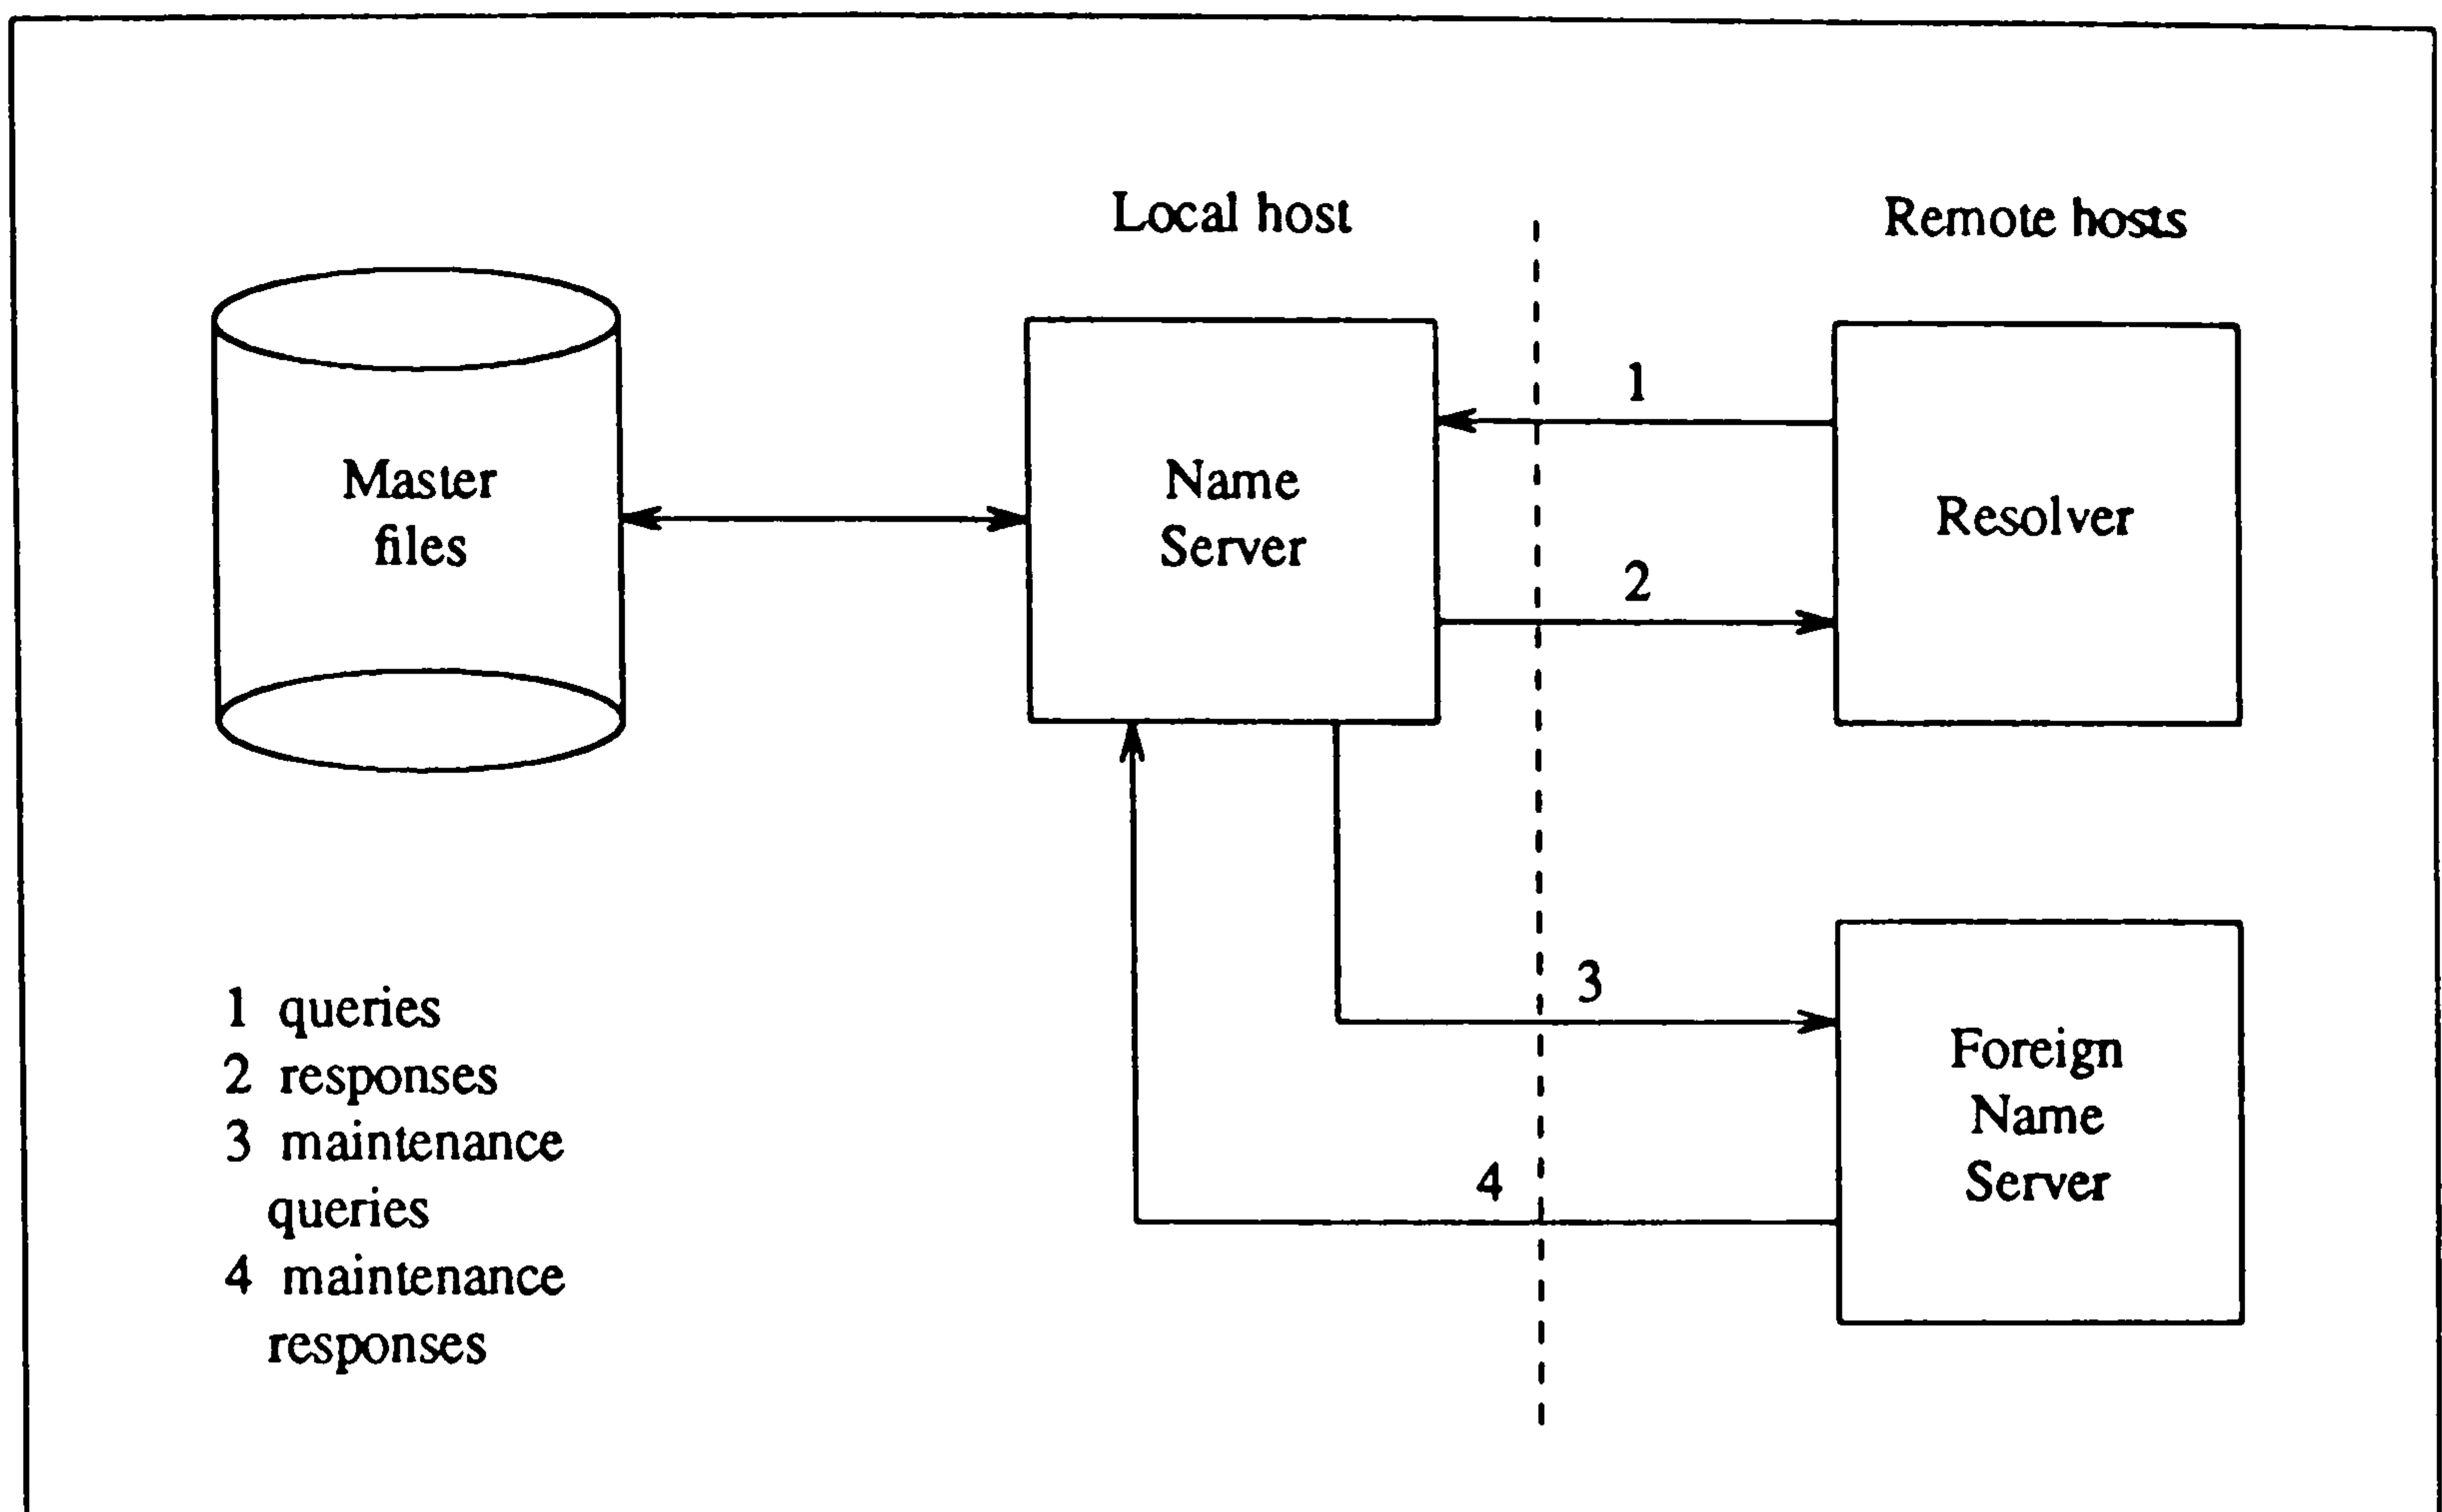 Local host
Remote hosts
Master
files
Name
Server
1
Resolver
2
3
Foreign
Name
Server
4
1 queries
2 responses
3 maintenance
queries
4 maintenance
responses